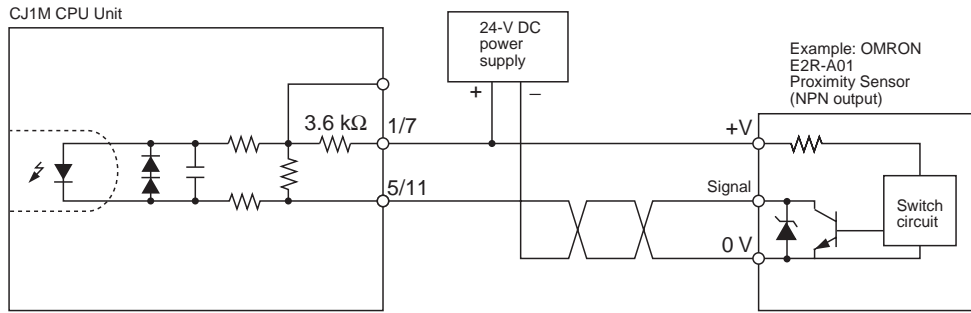 CJ1M CPU Unit
24-V DC
power
supply
+
−
Example: OMRON
E2R-A01
Proximity Sensor
(NPN output)
3.6 kΩ
1/7
+V
5/11
Signal
Switch
circuit
0 V